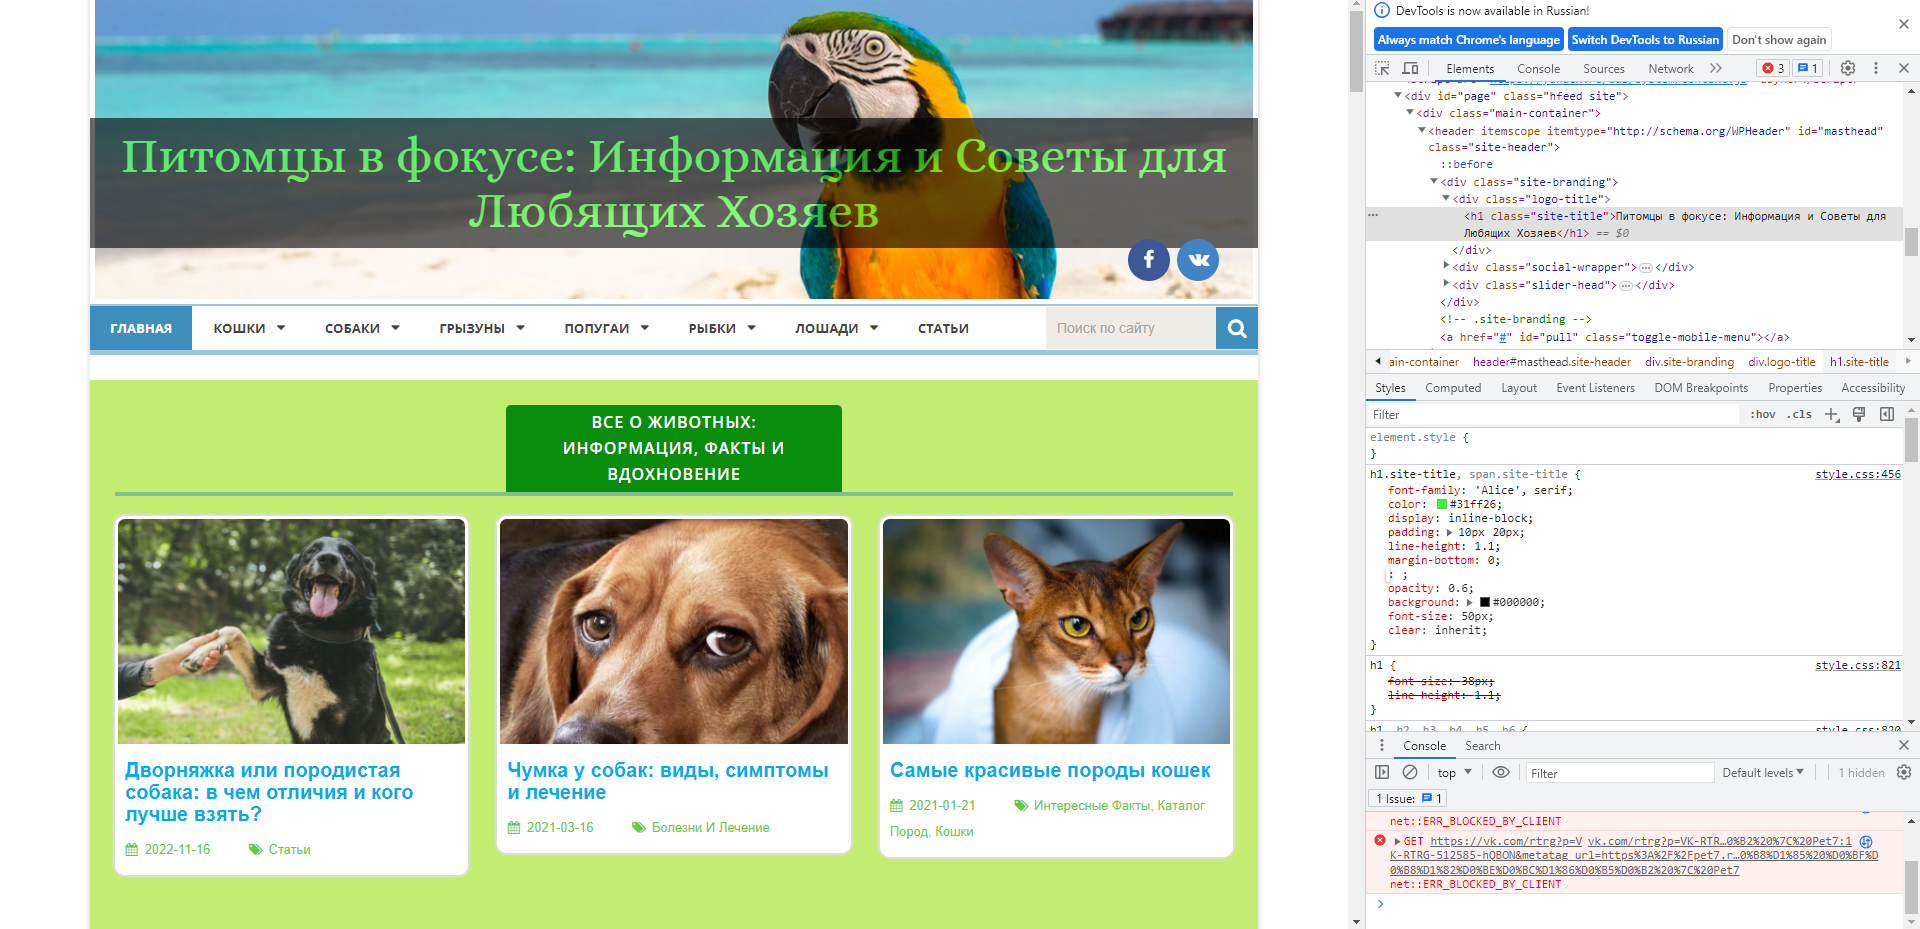 Питомцы в фокусе: Информация и Советы для
Любящих Хозяев
ГЛАВНАЯ
КОШКИ
СОБАКИ
ГРЫЗУНЫ
ПОПУГАИ
РЫБКИ
ЛОШАДИ
СТАТЬИ
Поиск по сайту
ВСЕ О ЖИВОТНЫХ:
ИНФОРМАЦИЯ, ФАКТЫ И
ВДОХНОВЕНИЕ
Дворняжка или породистая
собака: в чем отличия и кого
лучше взять?
2022-11-16 Статьи
Чумка у собак: виды, симптомы
и лечение
2021-03-16 Болезни И Лечение
Самые красивые породы кошек
2021-01-21 Интересные Факты, Каталог
Пород, Кошки
DevTools is now available in Russian!
Always match Chrome's language
Switch DevTools to Russian
Don't show again
Elements
Console
Sources
Network
3
1
<div id="page" class="hfeed site">
<div class="main-container">
<header itemscope itemtype="http://schema.org/WPHeader" id="masthead"
class="site-header">
::before
<div class="site-branding">
<div class="logo-title">
<h1 class="site-title">Питомцы в фокусе: Информация и Советы для
Любящих Хозяев</h1> == $0
</div>
<div class="social-wrapper">…</div>
<div class="slider-head">…</div>
</div>
<!-- .site-branding -->
<a href="#" id="pull" class="toggle-mobile-menu"></a>
ain-container header#masthead.site-header div.site-branding div.logo-title h1.site-title
Styles
Computed
Layout
Event Listeners
DOM Breakpoints
Properties
Accessibility
Filter
:hov .cls
element.style {
}
h1.site-title, span.site-title { style.css:456
font-family: 'Alice', serif;
color: #31ff26;
display: inline-block;
padding: 10px 20px;
line-height: 1.1;
margin-bottom: 0;
: ;
opacity: 0.6;
background: #000000;
font-size: 50px;
clear: inherit;
}
h1 { style.css:821
font-size: 38px;
line-height: 1.1;
}
h1, h2, h3, h4, h5, h6 { style.css:820
Console
Search
top
Filter
Default levels
1 hidden
1 Issue: 1
net::ERR_BLOCKED_BY_CLIENT
GET https://vk.com/rtrg?p=V vk.com/rtrg?p=VK-RTR…0%B2%20%7C%20Pet7:1
K-RTRG-512585-hQBON&metatag_url=https%3A%2F%2Fpet7.r…0%B8%D1%85%20%D0%BF%D
0%B8%D1%82%D0%BE%D0%BC%D1%86%D0%B5%D0%B2%20%7C%20Pet7
net::ERR_BLOCKED_BY_CLIENT